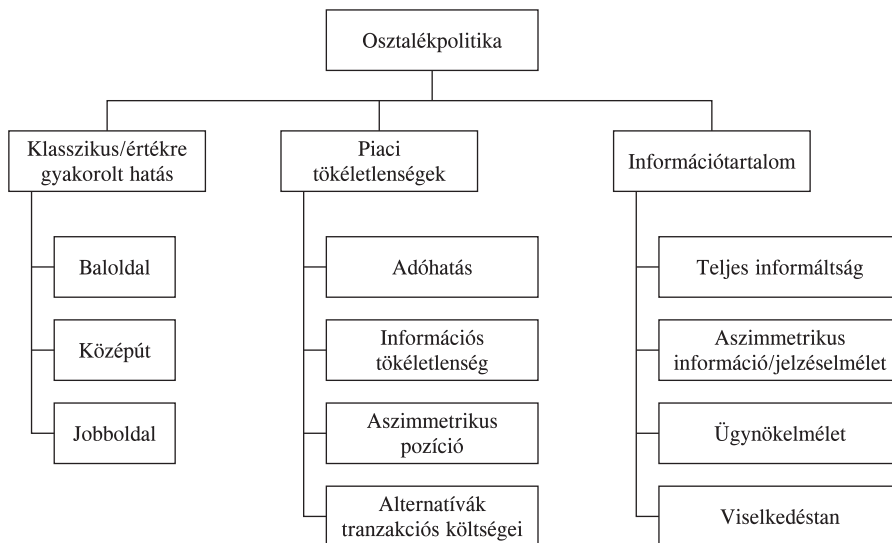 Osztalékpolitika
Klasszikus/értékre
gyakorolt hatás
Baloldal
Középút
Jobboldal
Piaci
tökéletlenségek
Adóhatás
Információs
tökéletlenség
Aszimmetrikus
pozíció
Alternatívák
tranzakciós költségei
Információtartalom
Teljes informáltság
Aszimmetrikus
információ/jelzéselmélet
Ügynökelmélet
Viselkedéstan